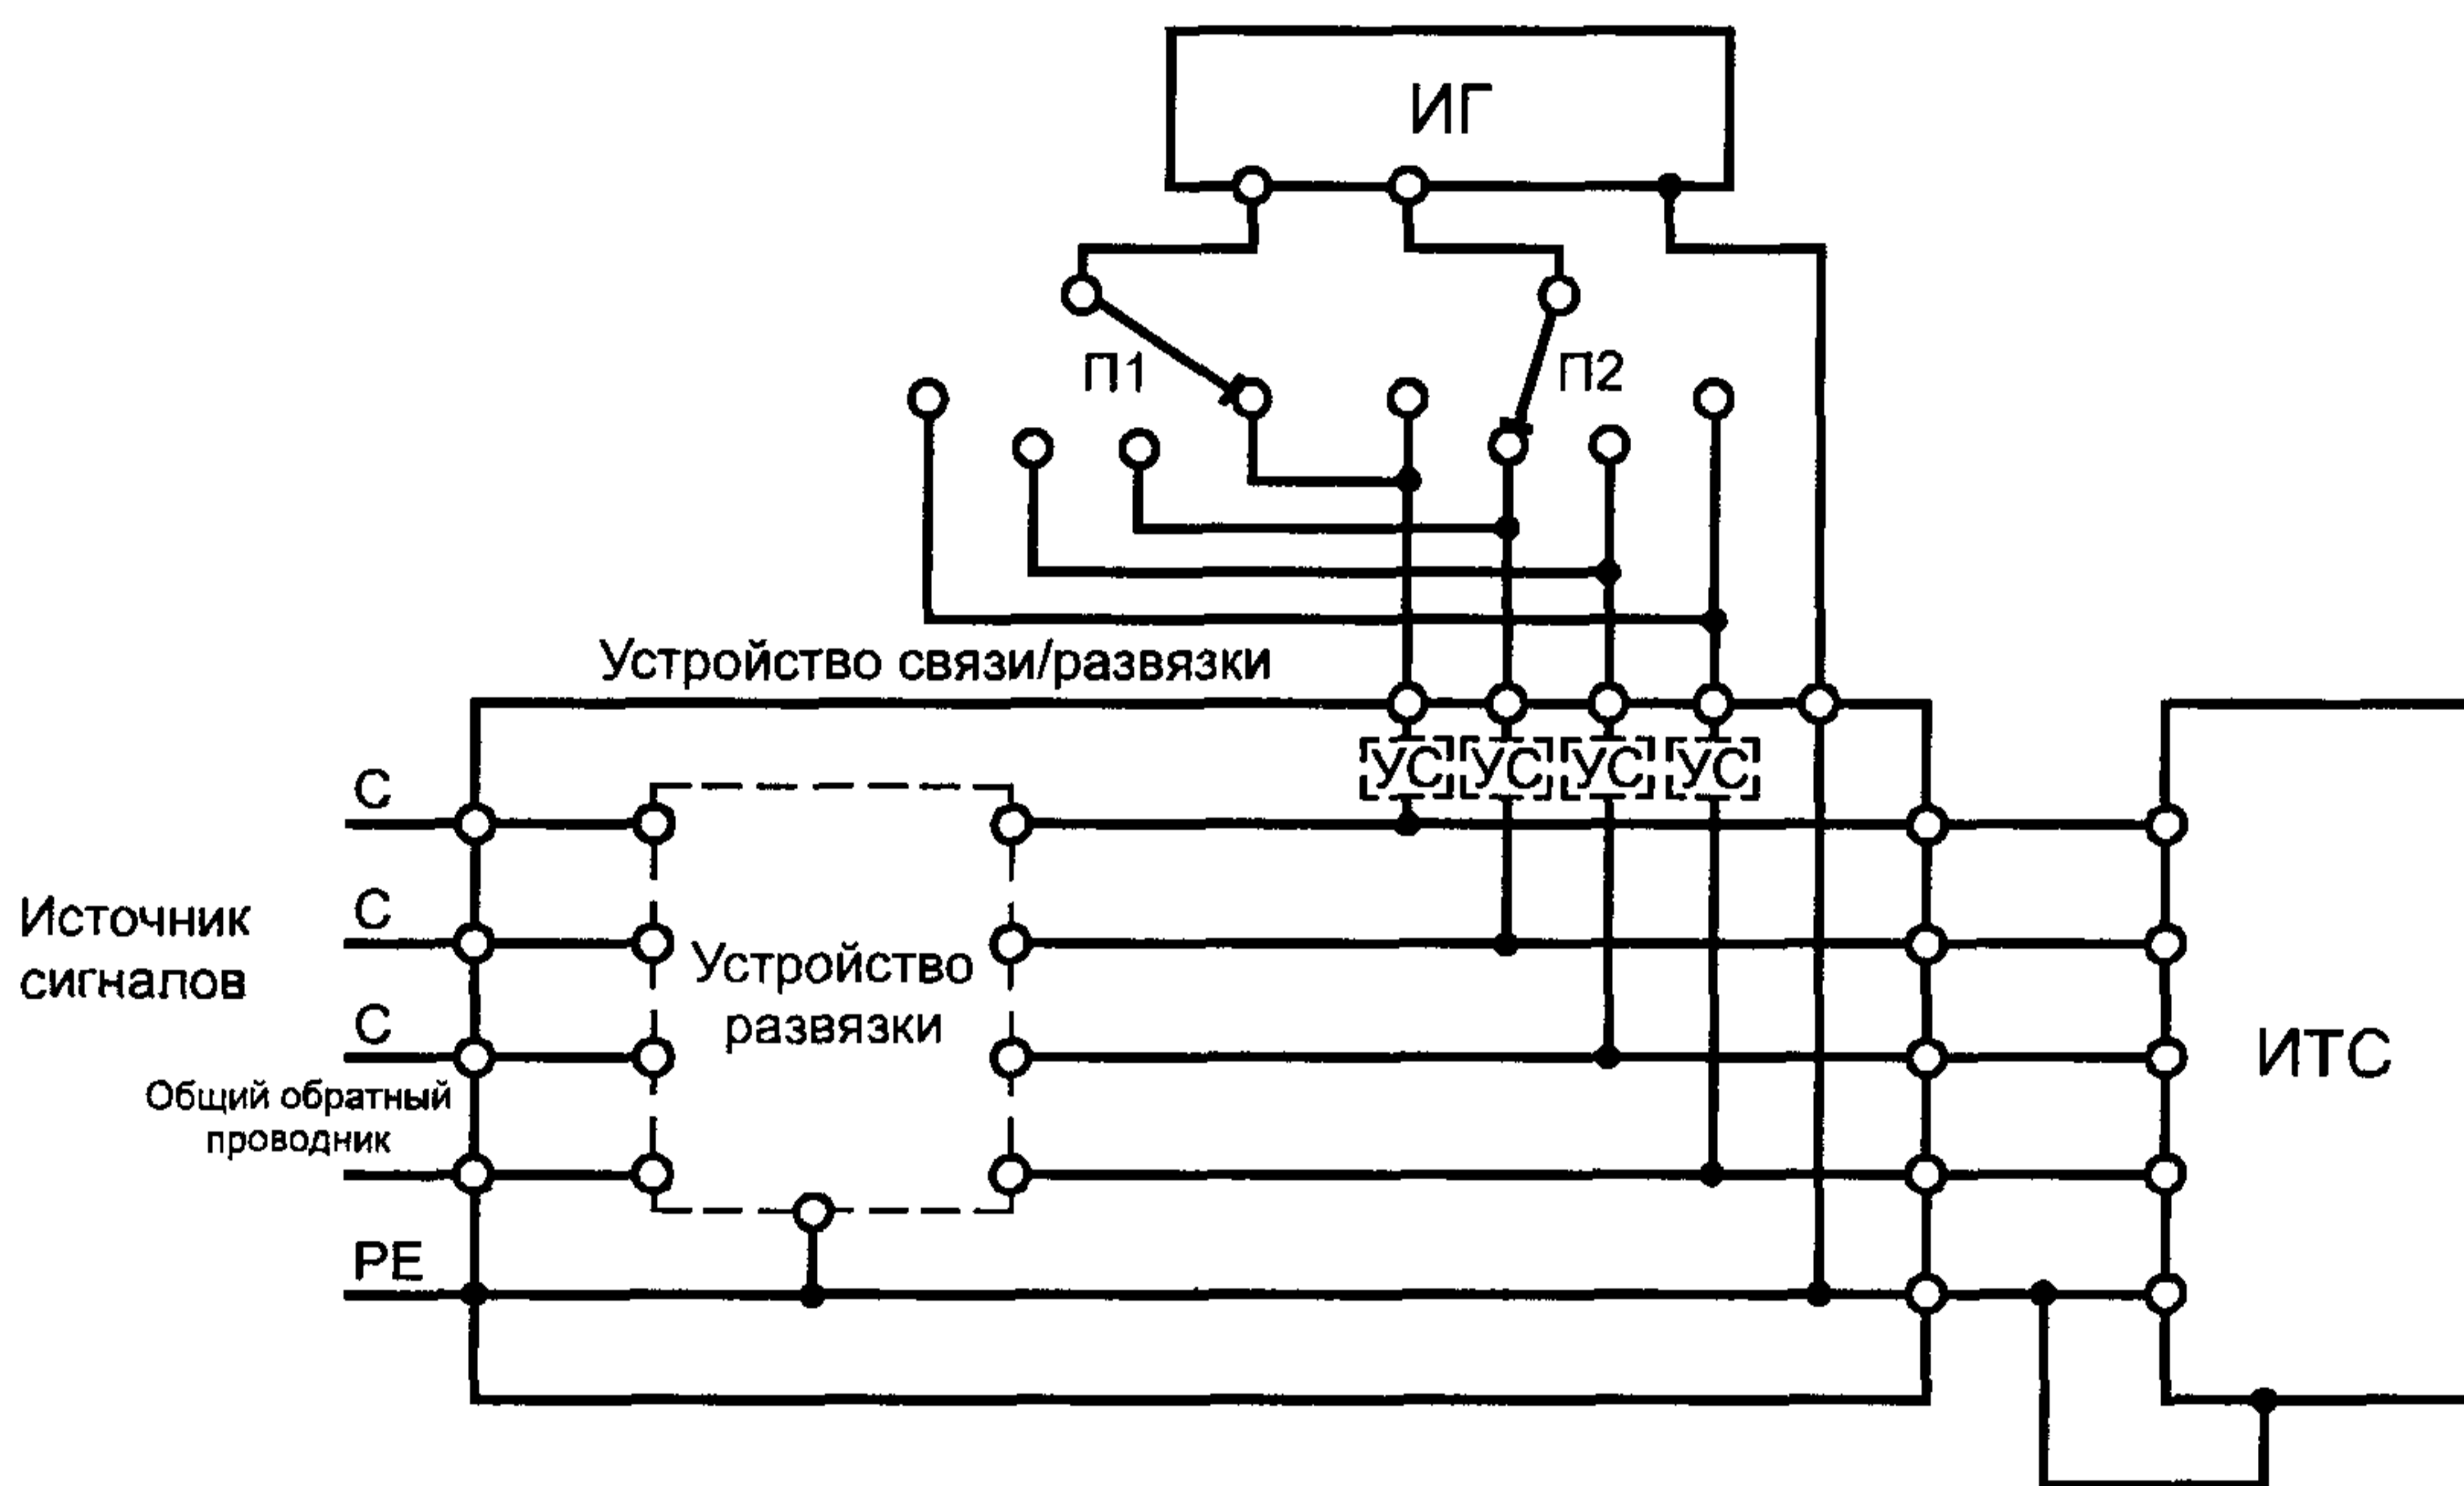 ИГ
П1
П2
Устройство связи/развязки
УС УС УС УС
С
С
Источник
сигналов
Устройство
развязки
С
ИТС
Общий обратный
проводник
PE